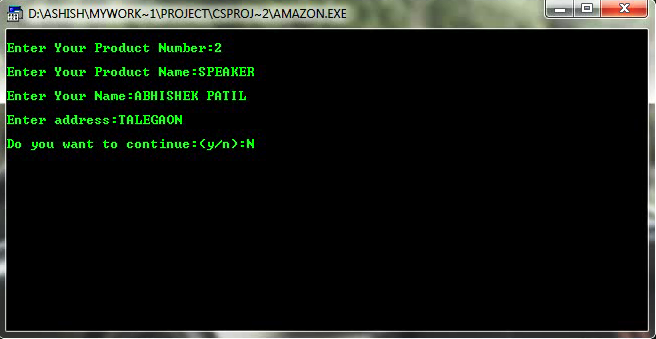 D:\ASHISH\MYWORK~1\PROJECT\CSPROJ~2\AMAZON.EXE
Enter Your Product Number:2
Enter Your Product Name:SPEAKER
Enter Your Name:ABHISHEK PATIL
Enter address:TALEGAON
Do you want to continue:(y/n):N